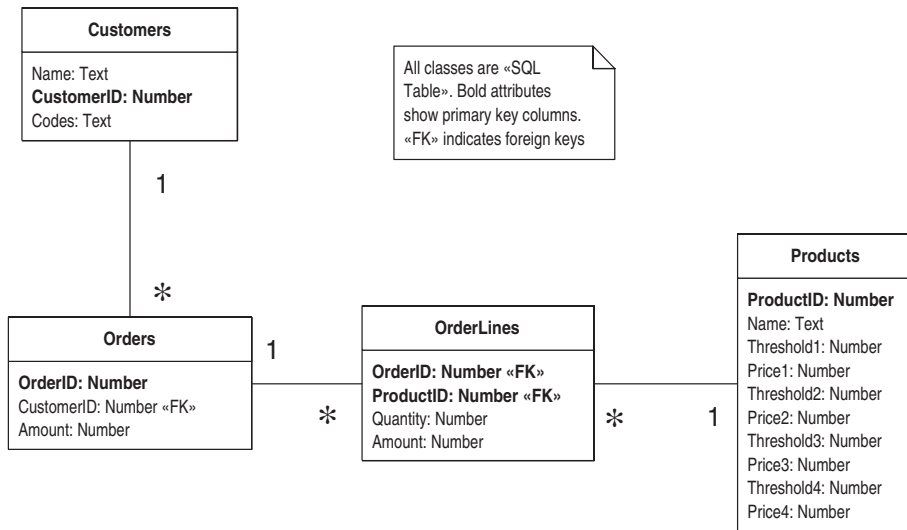 Customers
Name: Text
CustomerID: Number
Codes: Text
All classes are «SQL
Table». Bold attributes
show primary key columns.
«FK» indicates foreign keys
1
*
Orders
OrderID: Number
CustomerID: Number «FK»
Amount: Number
1
*
OrderLines
OrderID: Number «FK»
ProductID: Number «FK»
Quantity: Number
Amount: Number
*
1
Products
ProductID: Number
Name: Text
Threshold1: Number
Price1: Number
Threshold2: Number
Price2: Number
Threshold3: Number
Price3: Number
Threshold4: Number
Price4: Number